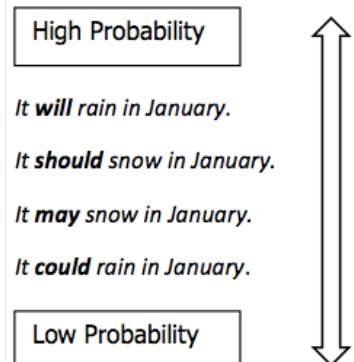 High Probability
It will rain in January.
It should snow in January.
It may snow in January.
It could rain in January.
Low Probability